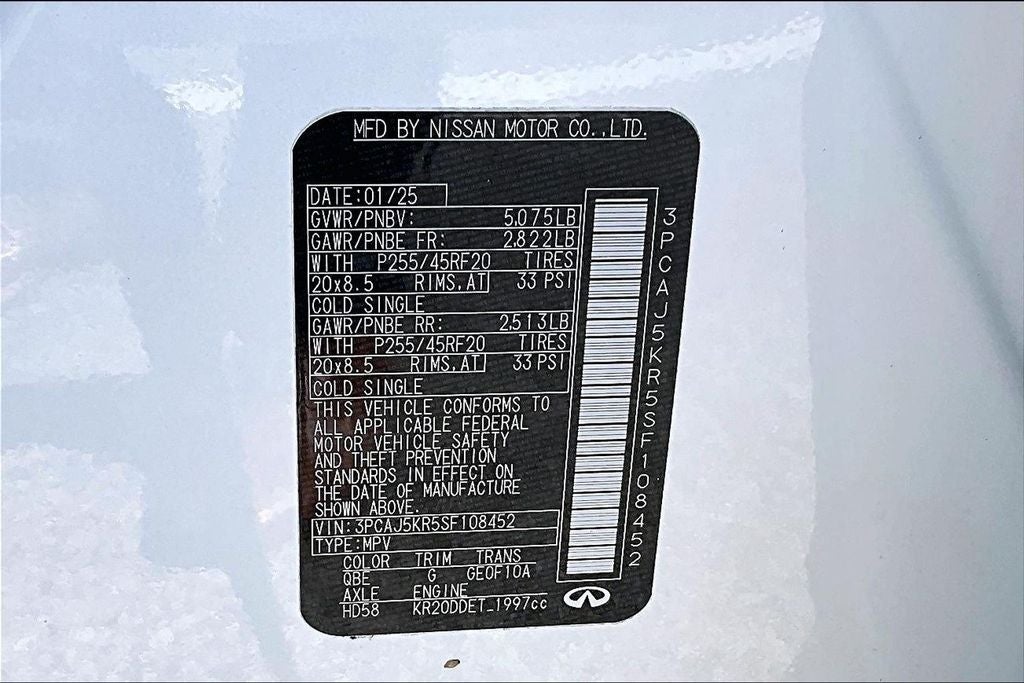 MFD BY NISSAN MOTOR CO.,LTD.
DATE:01/25
GVWR/PNBV: 5,075LB
GAWR/PNBE FR: 2,822LB
WITH P255/45RF20 TIRES
20x8.5 RIMS,AT 33 PSI
COLD SINGLE
GAWR/PNBE RR: 2,513LB
WITH P255/45RF20 TIRES
20x8.5 RIMS,AT 33 PSI
COLD SINGLE
THIS VEHICLE CONFORMS TO
ALL APPLICABLE FEDERAL
MOTOR VEHICLE SAFETY
AND THEFT PREVENTION
STANDARDS IN EFFECT ON
THE DATE OF MANUFACTURE
SHOWN ABOVE.
VIN:3PCAJ5KR5SF108452
TYPE:MPV
COLOR TRIM TRANS
QBE G GE0F10A
AXLE ENGINE
HD58 KR20DDET_1997cc
3PCAJ5KR5SF108452